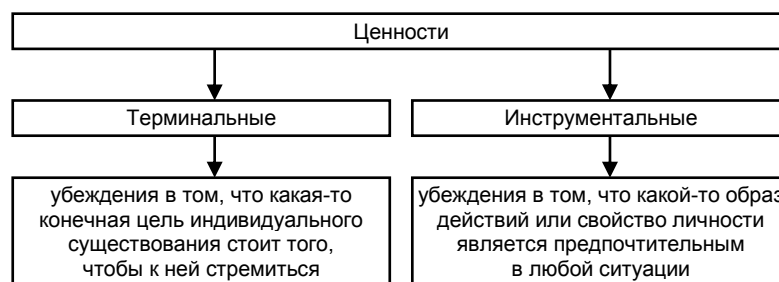 Ценности
Терминальные
Инструментальные
убеждения в том, что какая-то
конечная цель индивидуального
существования стоит того,
чтобы к ней стремиться
убеждения в том, что какой-то образ
действий или свойство личности
является предпочтительным
в любой ситуации